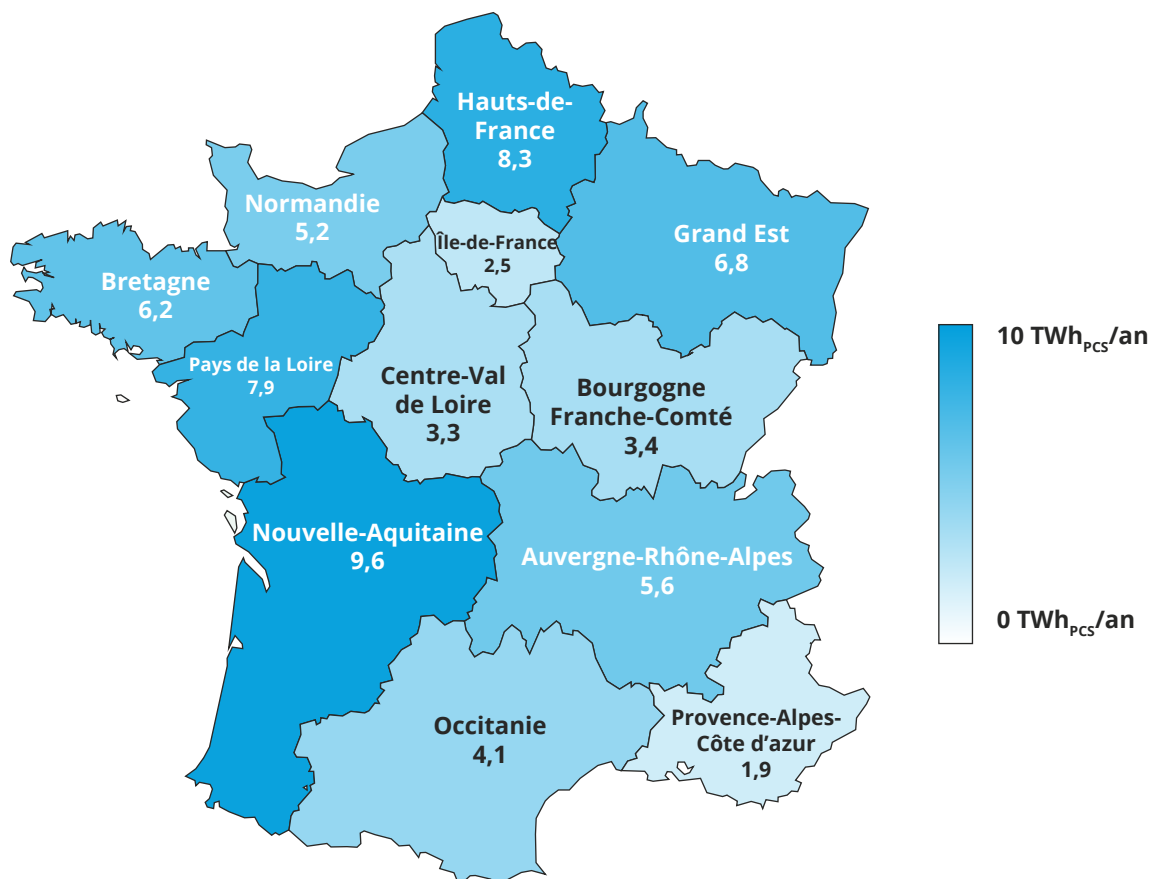 Hauts-de-
France
8,3
Normandie
5,2
Île-de-France
2,5
Grand Est
6,8
Bretagne
6,2
Pays de la Loire
7,9
Centre-Val
de Loire
3,3
Bourgogne
Franche-Comté
3,4
Nouvelle-Aquitaine
9,6
Auvergne-Rhône-Alpes
5,6
Occitanie
4,1
Provence-Alpes-
Côte d’azur
1,9
10 TWhPCS/an
0 TWhPCS/an